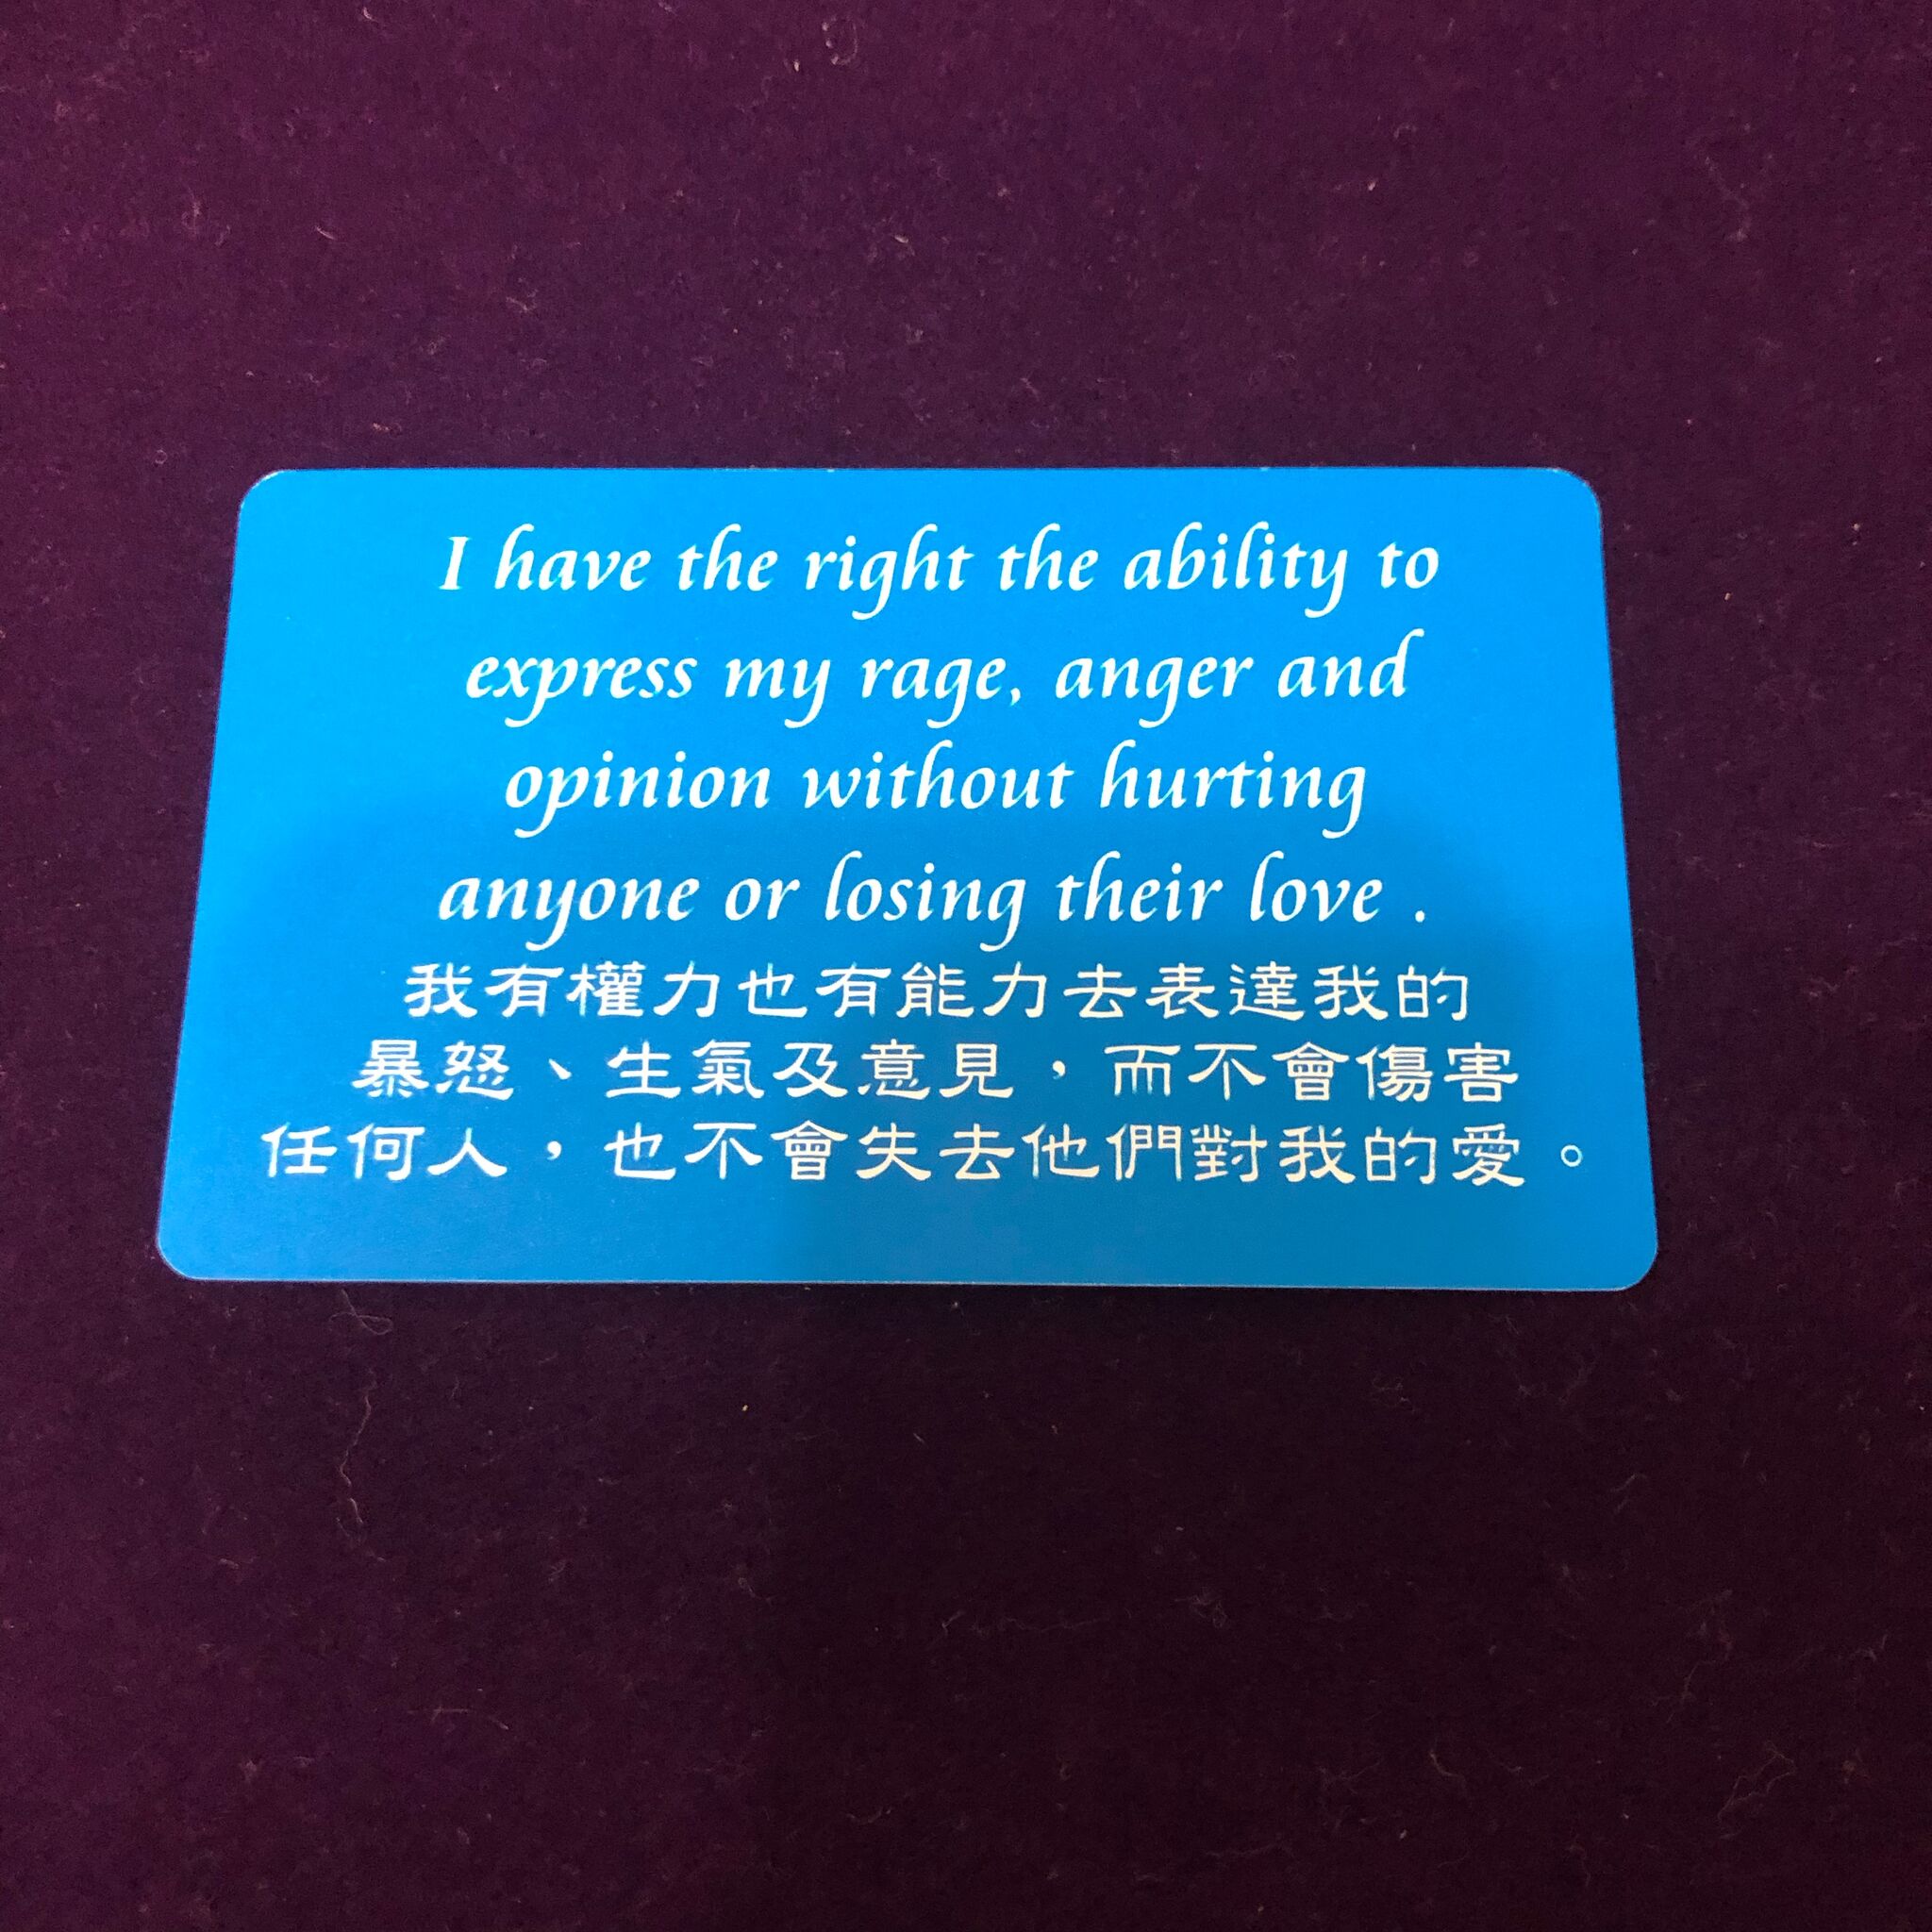 I have the right the ability to
express my rage, anger and
opinion without hurting
anyone or losing their love .
我有權力也有能力去表達我的
暴怒、生氣及意見，而不會傷害
任何人，也不會失去他們對我的愛。